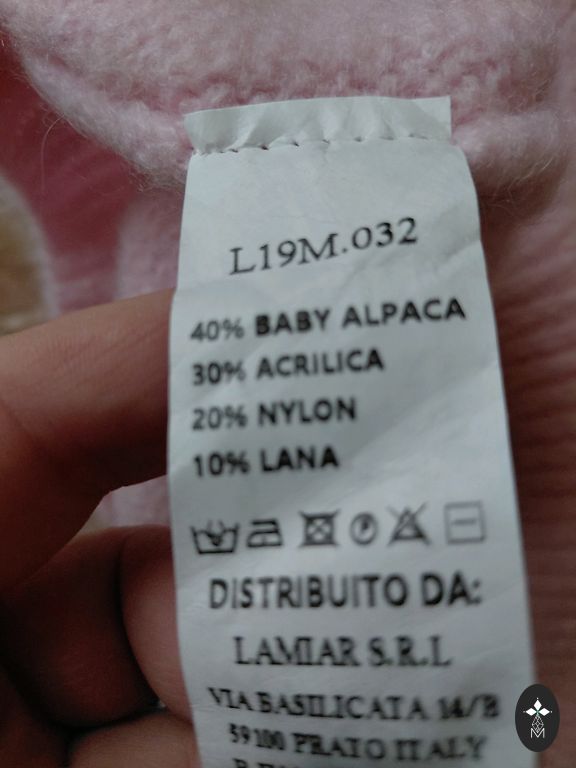 L19M.032
40% BABY ALPACA
30% ACRILICA
20% NYLON
10% LANA
DISTRIBUITO DA:
LAMIAR S.R.L
VIA BASILICATA 14/B
59100 PRATO ITALY
M